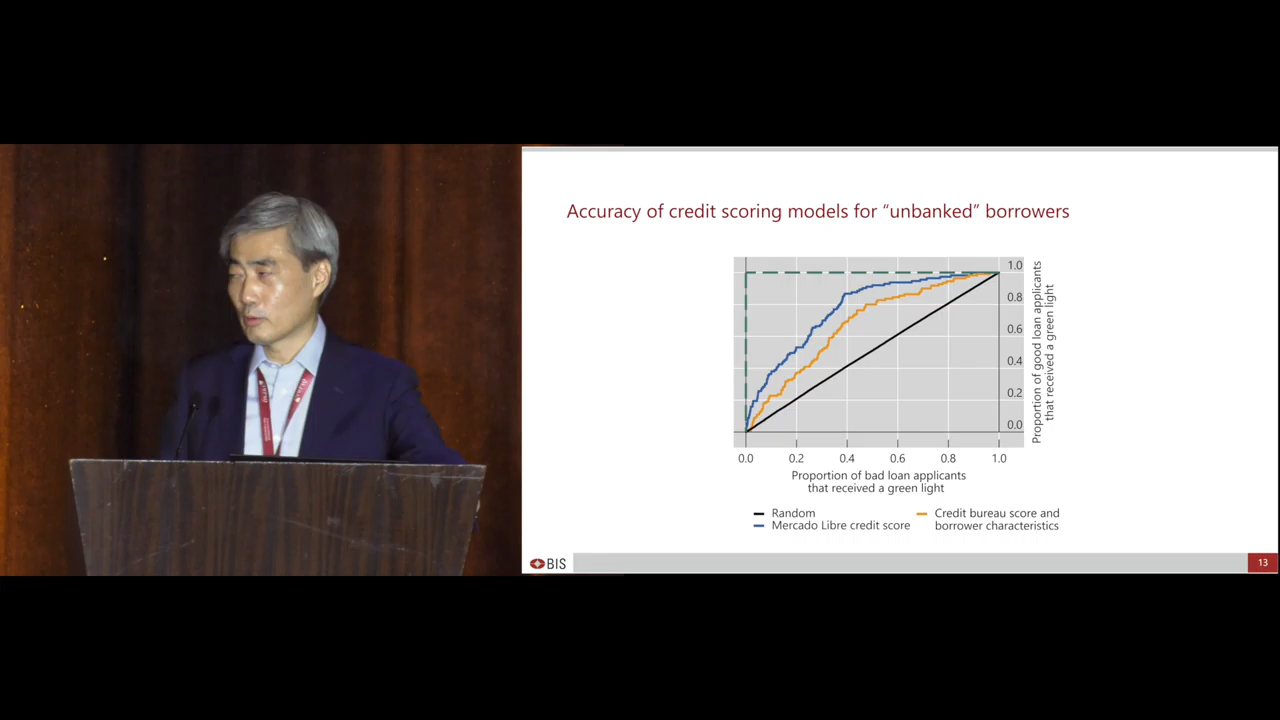 Accuracy of credit scoring models for “unbanked” borrowers
1.0
0.8
0.6
0.4
0.2
0.0
Proportion of good loan applicants
that received a green light
0.0 0.2 0.4 0.6 0.8 1.0
Proportion of bad loan applicants
that received a green light
Random
Mercado Libre credit score
Credit bureau score and
borrower characteristics
BIS
13